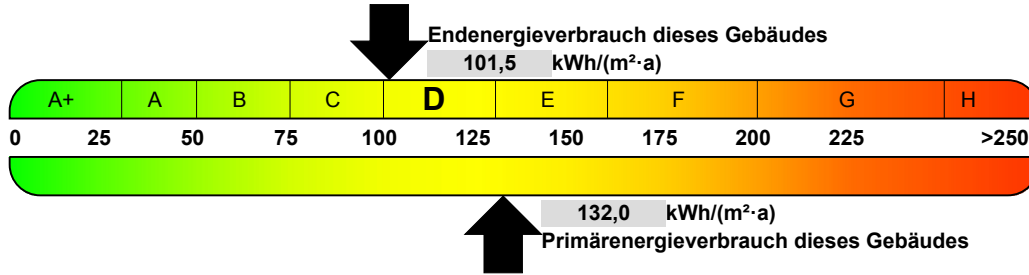 Endenergieverbrauch dieses Gebäudes
101,5 kWh/(m²·a)
A+ A B C D E F G H
0 25 50 75 100 125 150 175 200 225 >250
132,0 kWh/(m²·a)
Primärenergieverbrauch dieses Gebäudes